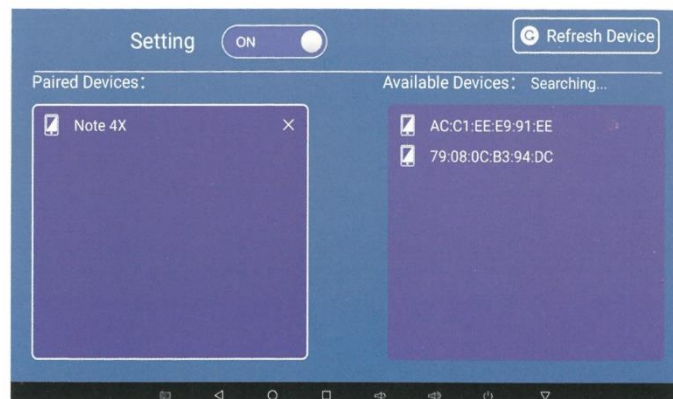 Setting ON Refresh Device
Paired Devices: Available Devices: Searching...
Note 4X
AC:C1:EE:E9:91:EE
79:08:0C:B3:94:DC